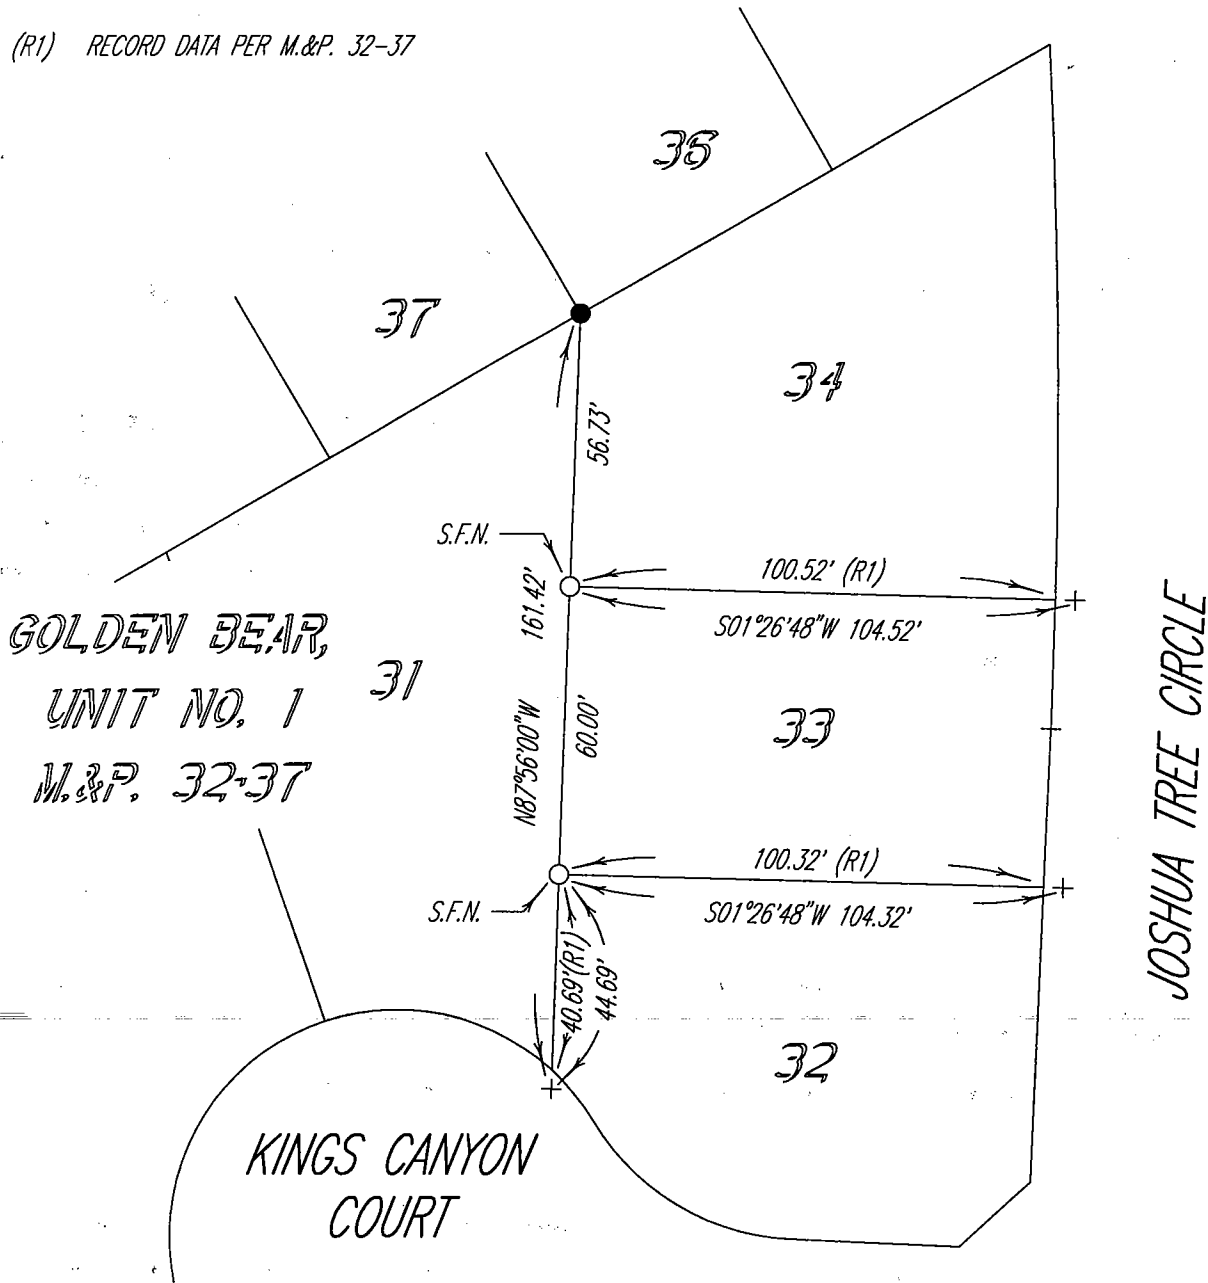 (R1) RECORD DATA PER M.&P. 32-37
36
37
34
56.73'
S.F.N.
161.42'
100.52' (R1)
S01°26'48"W 104.52'
GOLDEN BEAR,
UNIT NO. 1
M.&P. 32-37
31
33
N87°56'00"W
60.00'
JOSHUA TREE CIRCLE
100.32' (R1)
S01°26'48"W 104.32'
S.F.N.
40.69'(R1)
44.69'
32
KINGS CANYON
COURT